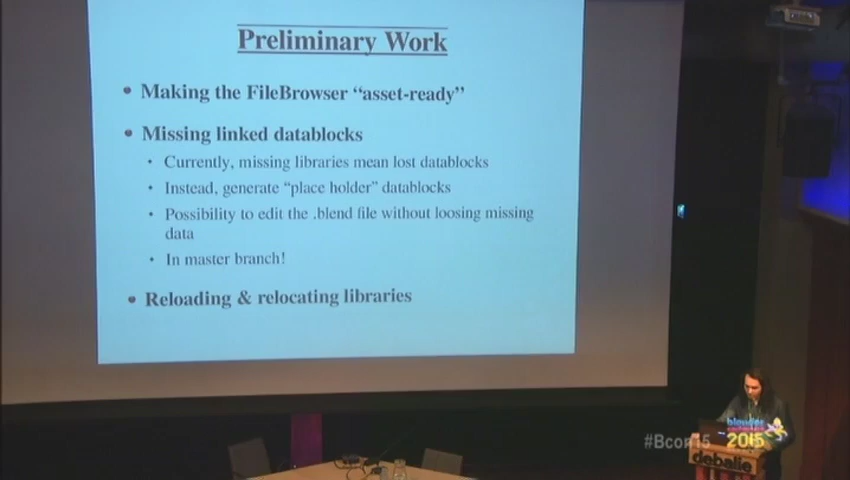 Preliminary Work
Making the FileBrowser “asset-ready”
Missing linked datablocks
Currently, missing libraries mean lost datablocks
Instead, generate “place holder” datablocks
Possibility to edit the .blend file without loosing missing
data
In master branch!
Reloading & relocating libraries
#Bcon15
blender
2015
debalie